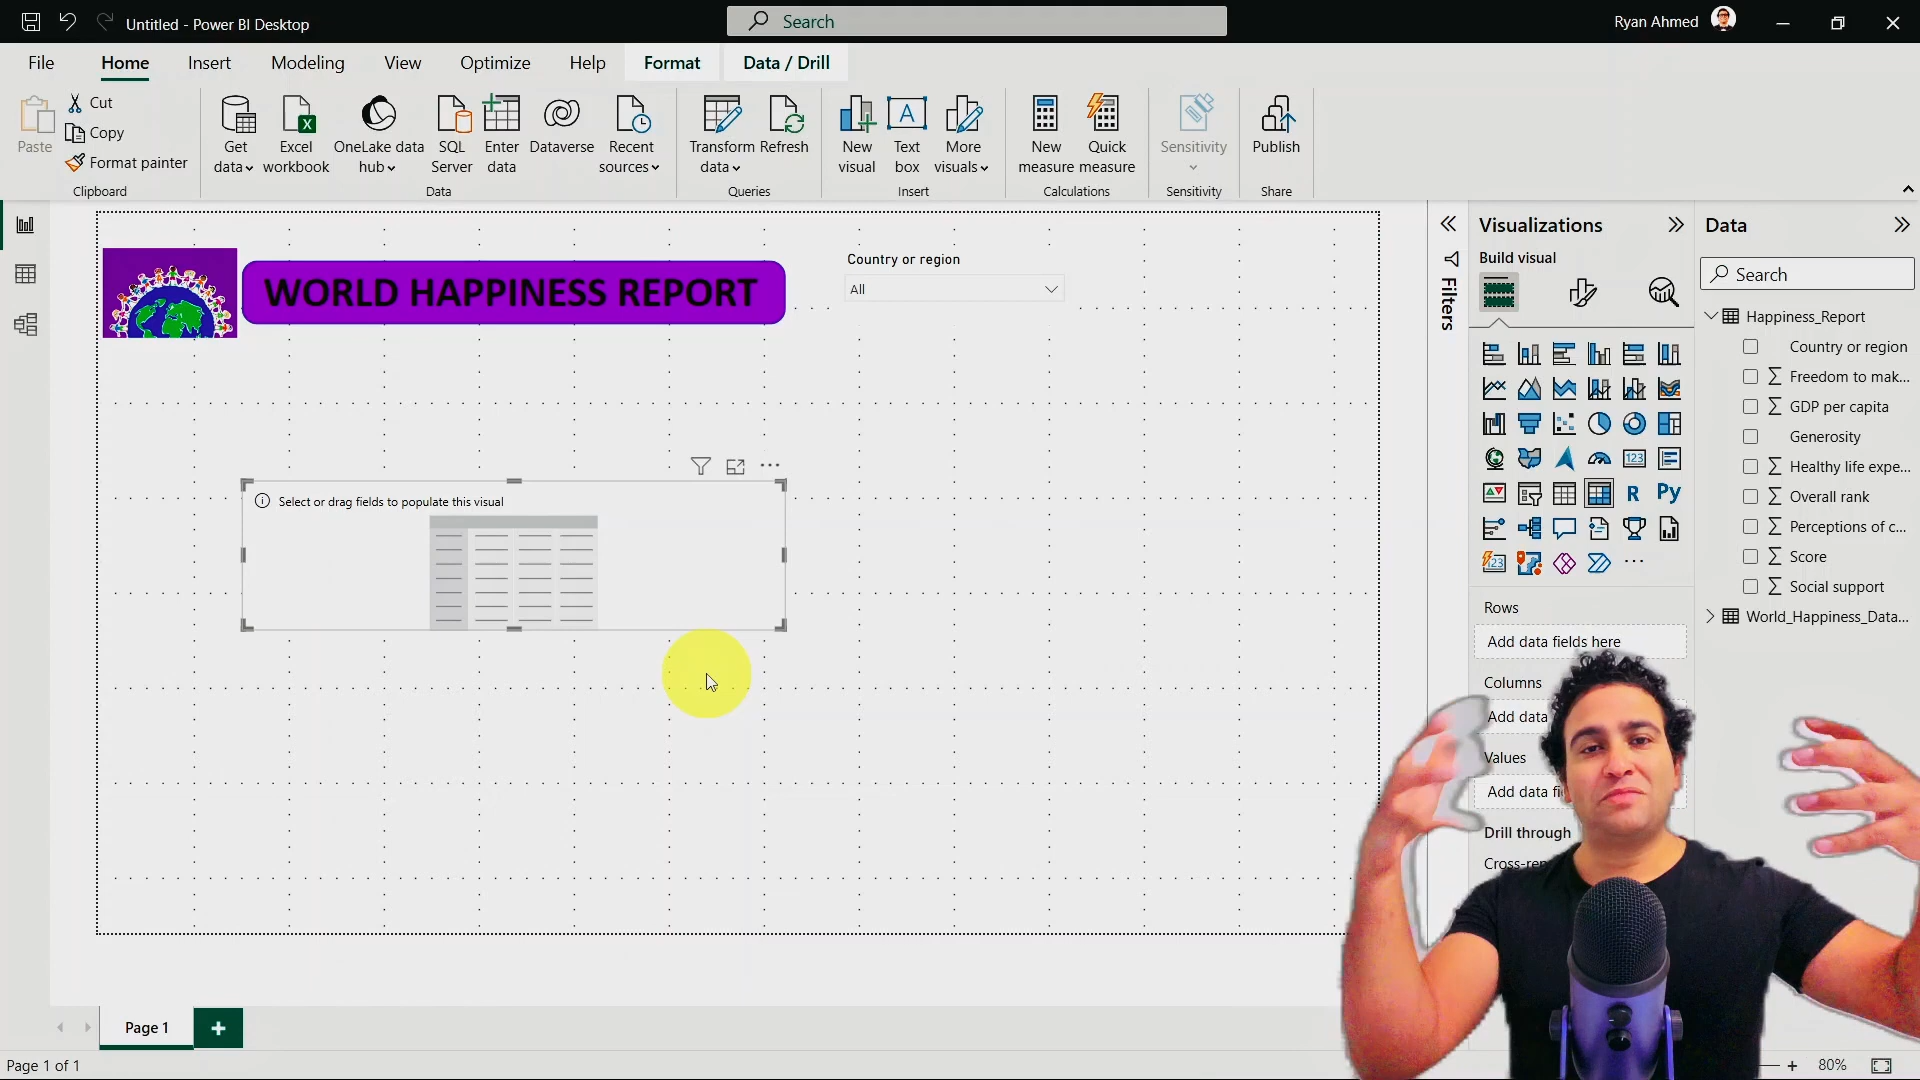 Untitled - Power BI Desktop
Search
Ryan Ahmed
File
Home
Insert
Modeling
View
Optimize
Help
Format
Data / Drill
Paste
Cut
Copy
Format painter
Clipboard
Get data
Excel workbook
OneLake data hub
SQL Server
Enter data
Dataverse
Recent sources
Data
Transform data
Refresh
Queries
New visual
Text box
More visuals
Insert
New measure
Quick measure
Calculations
Sensitivity
Sensitivity
Publish
Share
WORLD HAPPINESS REPORT
Country or region
All
Select or drag fields to populate this visual
Filters
Visualizations
Build visual
123
R
Py
123
Rows
Add data fields here
Columns
Add data
Values
Add data
Drill through
Data
Search
Happiness_Report
Country or region
Freedom to mak...
GDP per capita
Generosity
Healthy life expe...
Overall rank
Perceptions of c...
Score
Social support
World_Happiness_Data...
Page 1
Page 1 of 1
80%